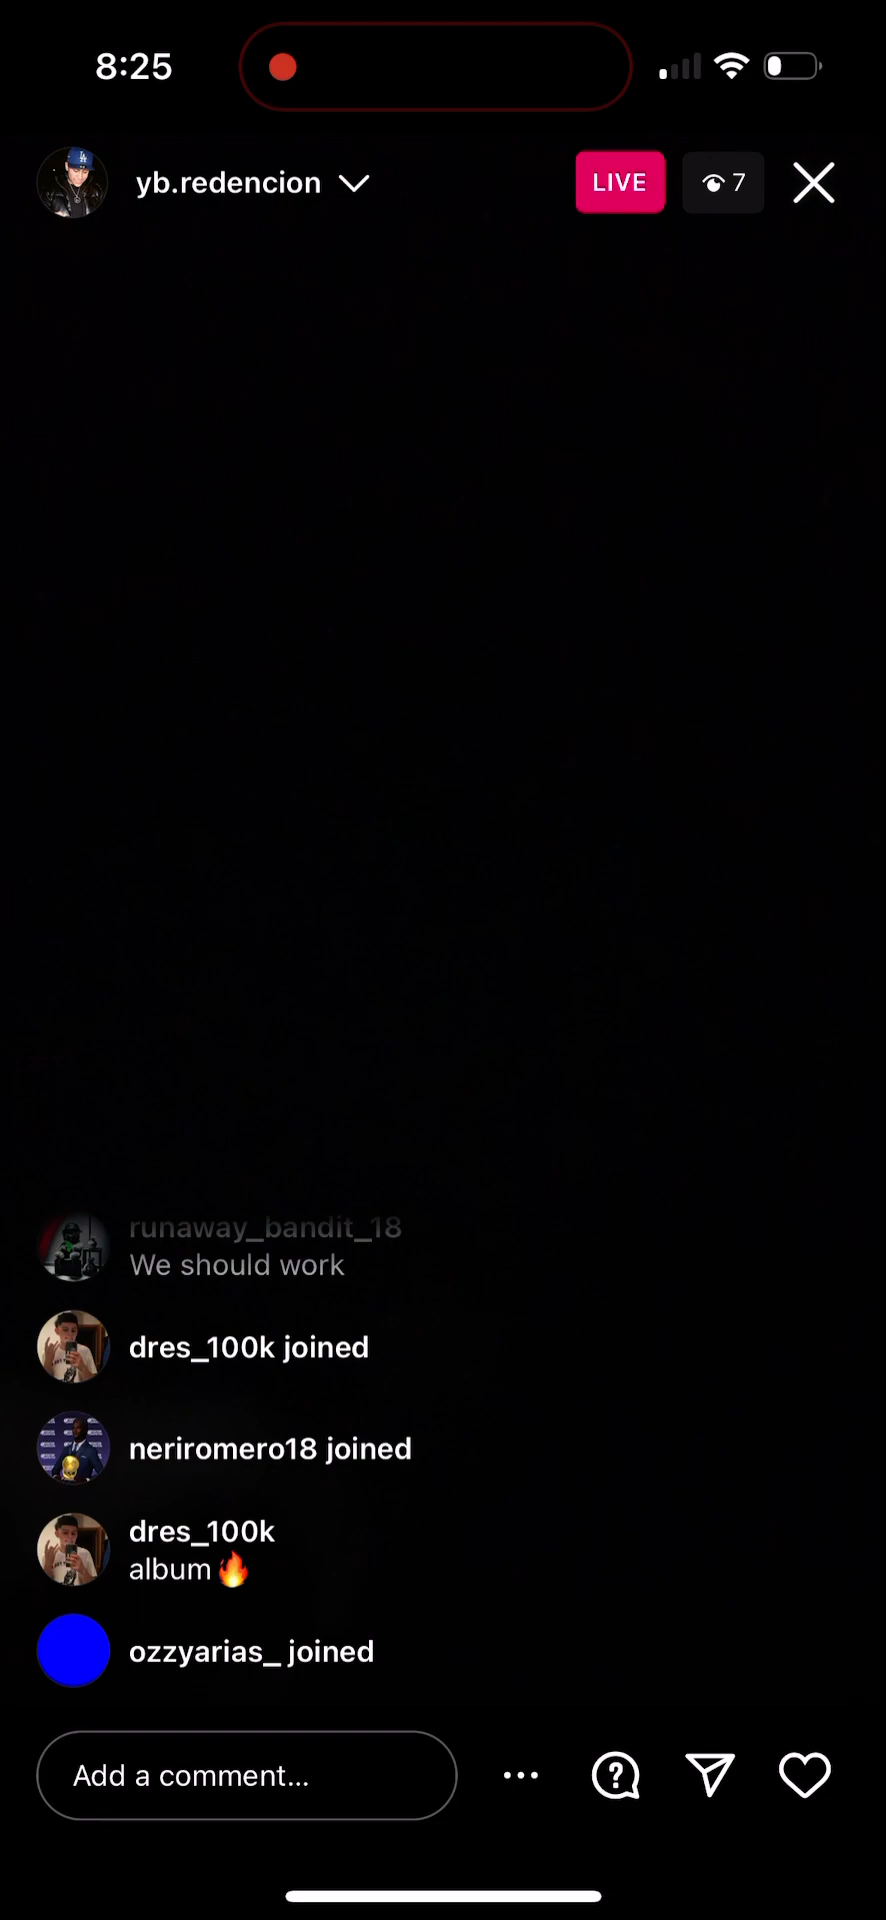 8:25
yb.redencion
LIVE
7
runaway_bandit_18
We should work
dres_100k joined
neriromero18 joined
dres_100k
album 🔥
ozzyarias_ joined
Add a comment...